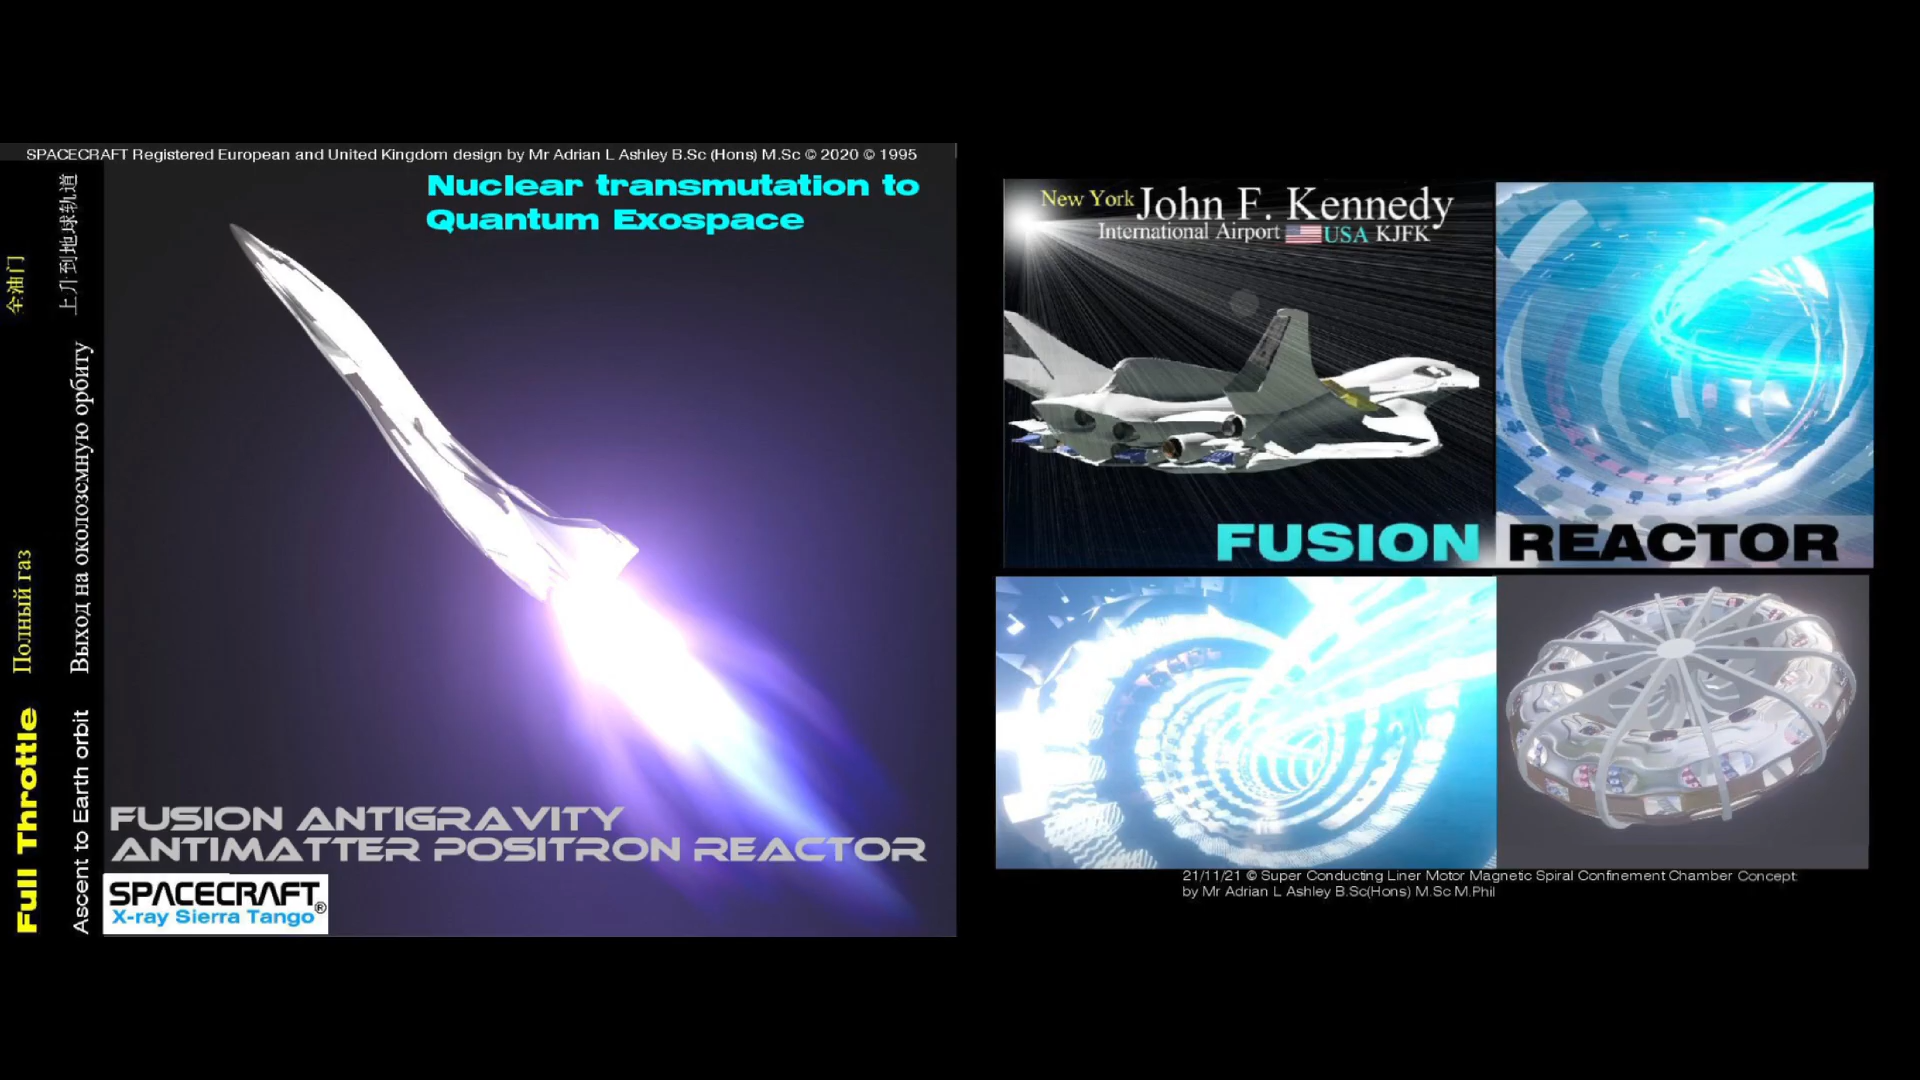 SPACECRAFT Registered European and United Kingdom design by Mr Adrian L Ashley B.Sc (Hons) M.Sc © 2020 © 1995
Nuclear transmutation to
Quantum Exospace
全油门
Полный газ
Full Throttle
上升到地球轨道
Выход на околоземную орбиту
Ascent to Earth orbit
FUSION ANTIGRAVITY
ANTIMATTER POSITRON REACTOR
SPACECRAFT®
X-ray Sierra Tango
New York John F. Kennedy
International Airport USA KJFK
FUSION REACTOR
21/11/21 © Super Conducting Liner Motor Magnetic Spiral Confinement Chamber Concept
by Mr Adrian L Ashley B.Sc(Hons) M.Sc M.Phil